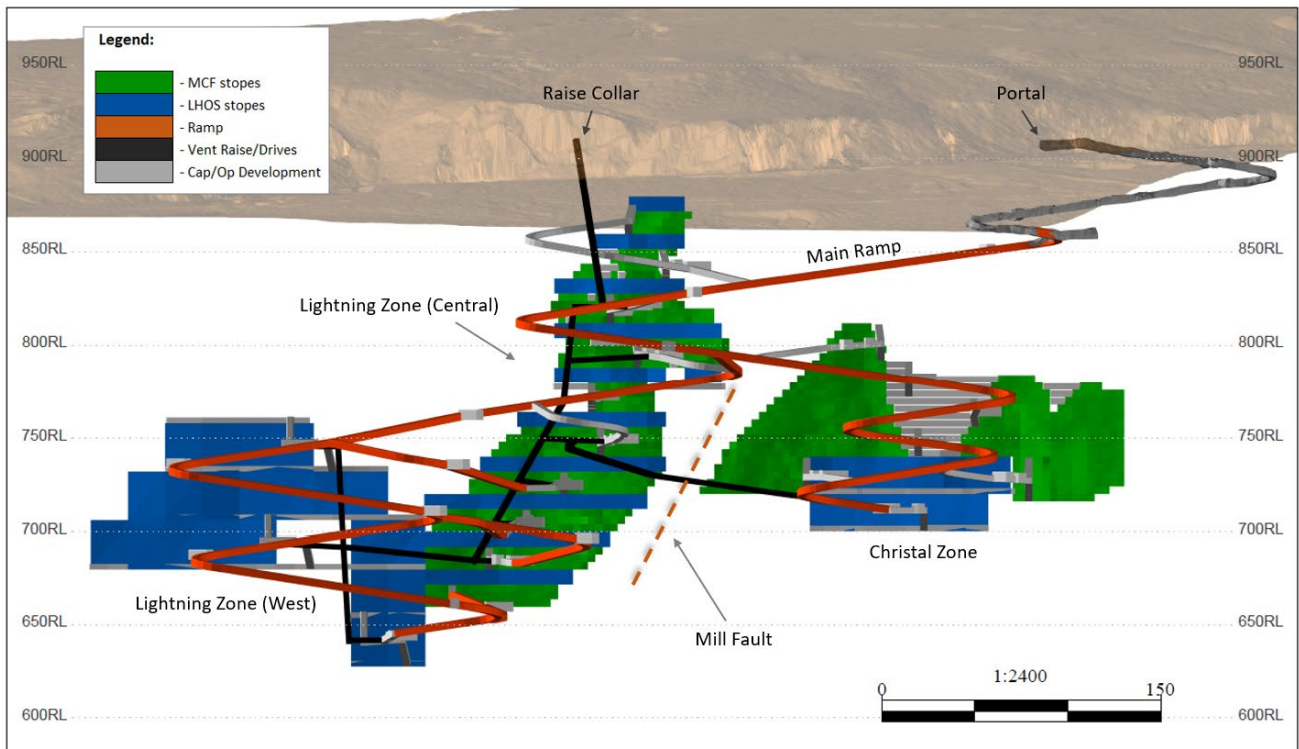 Legend:
- MCF stopes
- LHOS stopes
- Ramp
- Vent Raise/Drives
- Cap/Op Development
950RL
950RL
Raise Collar
Portal
900RL
900RL
850RL
850RL
Main Ramp
Lightning Zone (Central)
800RL
800RL
750RL
750RL
700RL
700RL
Christal Zone
Lightning Zone (West)
650RL
650RL
Mill Fault
1:2400
0
150
600RL
600RL